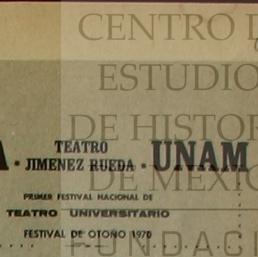 CENTRO D
ESTUDIO
DE HISTOR
DE MEXIC
FUNDACI
A • TEATRO
JIMENEZ RUEDA • UNAM
PRIMER FESTIVAL NACIONAL DE
TEATRO UNIVERSITARIO
FESTIVAL DE OTOÑO 1970